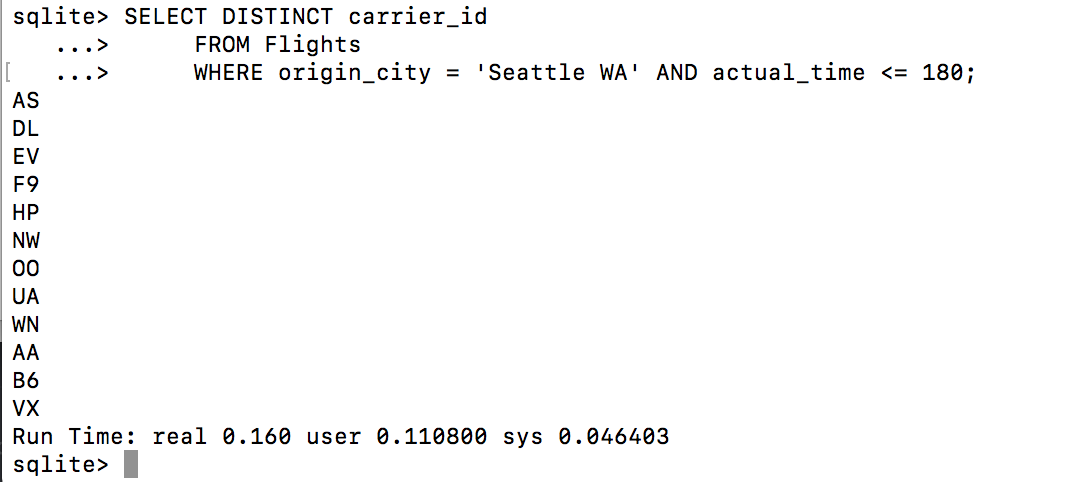 sqlite> SELECT DISTINCT carrier_id
...> FROM Flights
[ ...> WHERE origin_city = 'Seattle WA' AND actual_time <= 180;
AS
DL
EV
F9
HP
NW
OO
UA
WN
AA
B6
VX
Run Time: real 0.160 user 0.110800 sys 0.046403
sqlite>